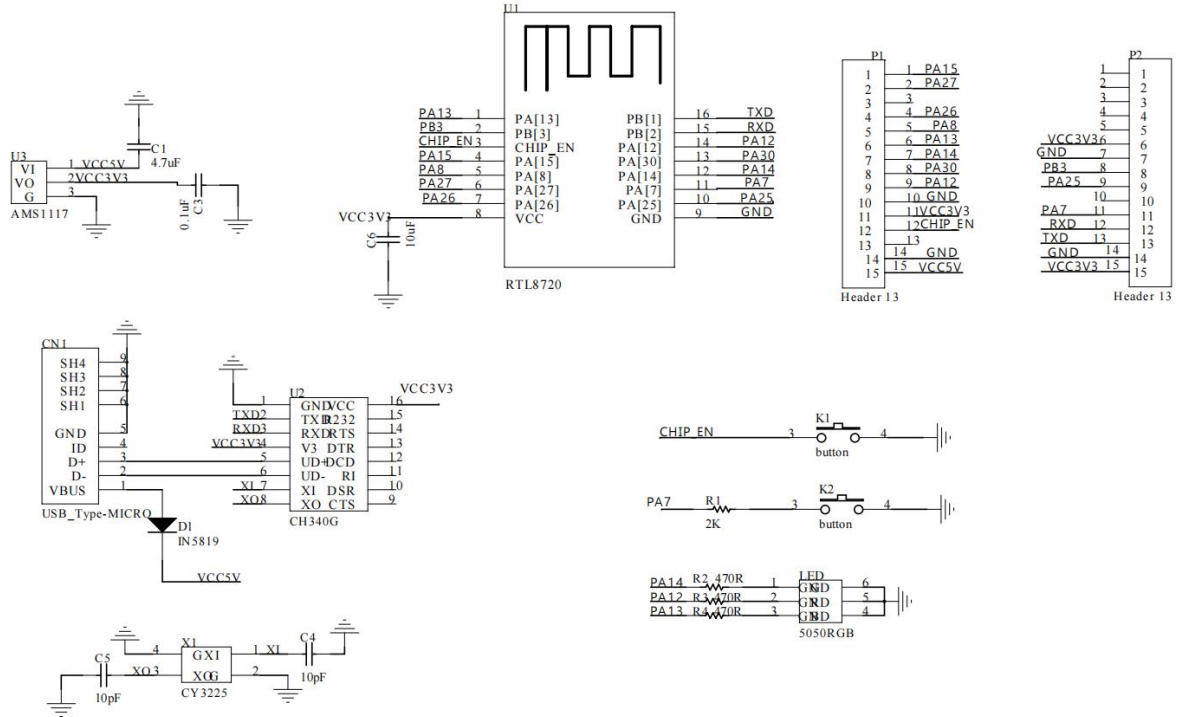 U1
PA13 1 PA[13] PB[1] 16 TXD
PB3 2 PB[3] PB[2] 15 RXD
CHIP_EN 3 CHIP_EN PA[12] 14 PA12
PA15 4 PA[15] PA[30] 13 PA30
PA8 5 PA[8] PA[14] 12 PA14
PA27 6 PA[27] PA[7] 11 PA7
PA26 7 PA[26] PA[25] 10 PA25
VCC3V3 8 VCC GND 9 GND
C6
10uF
RTL8720
U3
VI 1 VCC5V
VO 2 VCC3V3
G 3
AMS1117
C1
4.7uF
0.1uF
C3
P1
1 1 PA15
2 2 PA27
3 3
4 4 PA26
5 5 PA8
6 6 PA13
7 7 PA14
8 8 PA30
9 9 PA12
10 10 GND
11 11 VCC3V3
12 12 CHIP_EN
13 13
14 14 GND
15 15 VCC5V
Header 13
P2
1 1
2 2
3 3
4 4
5 5
VCC3V3 6 6
GND 7 7
PB3 8 8
PA25 9 9
10 10
PA7 11 11
RXD 12 12
TXD 13 13
GND 14 14
VCC3V3 15 15
Header 13
CN1
SH4 9
SH3 8
SH2 7
SH1 6
GND 5
ID 4
D+ 3
D- 2
VBUS 1
USB_Type-MICRO
D1
IN5819
VCC5V
U2
1 GND VCC 16 VCC3V3
TXD 2 TXD R232 15
RXD 3 RXD RTS 14
VCC3V3 4 V3 DTR 13
5 UD+ DCD 12
6 UD- RI 11
XI 7 XI DSR 10
XO 8 XO CTS 9
CH340G
CHIP_EN 3 K1 4
button
PA7 R1 3 K2 4
2K button
LED
PA14 R2 470R 1 GND 6
PA12 R3 470R 2 GND 5
PA13 R4 470R 3 GND 4
5050RGB
X1
4 G XI 1 XI C4
10pF
C5 XO 3 XO G 2
10pF
CY3225